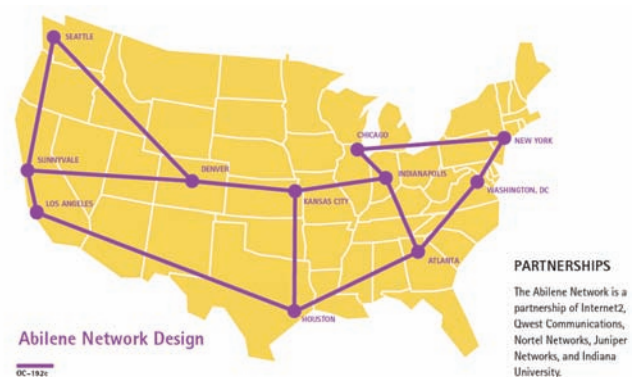 SEATTLE
CHICAGO
NEW YORK
SUNNYVALE
DENVER
INDIANAPOLIS
KANSAS CITY
WASHINGTON, DC
LOS ANGELES
ATLANTA
HOUSTON
PARTNERSHIPS
The Abilene Network is a
partnership of Internet2,
Qwest Communications,
Nortel Networks, Juniper
Networks, and Indiana
University.
Abilene Network Design
OC-192c